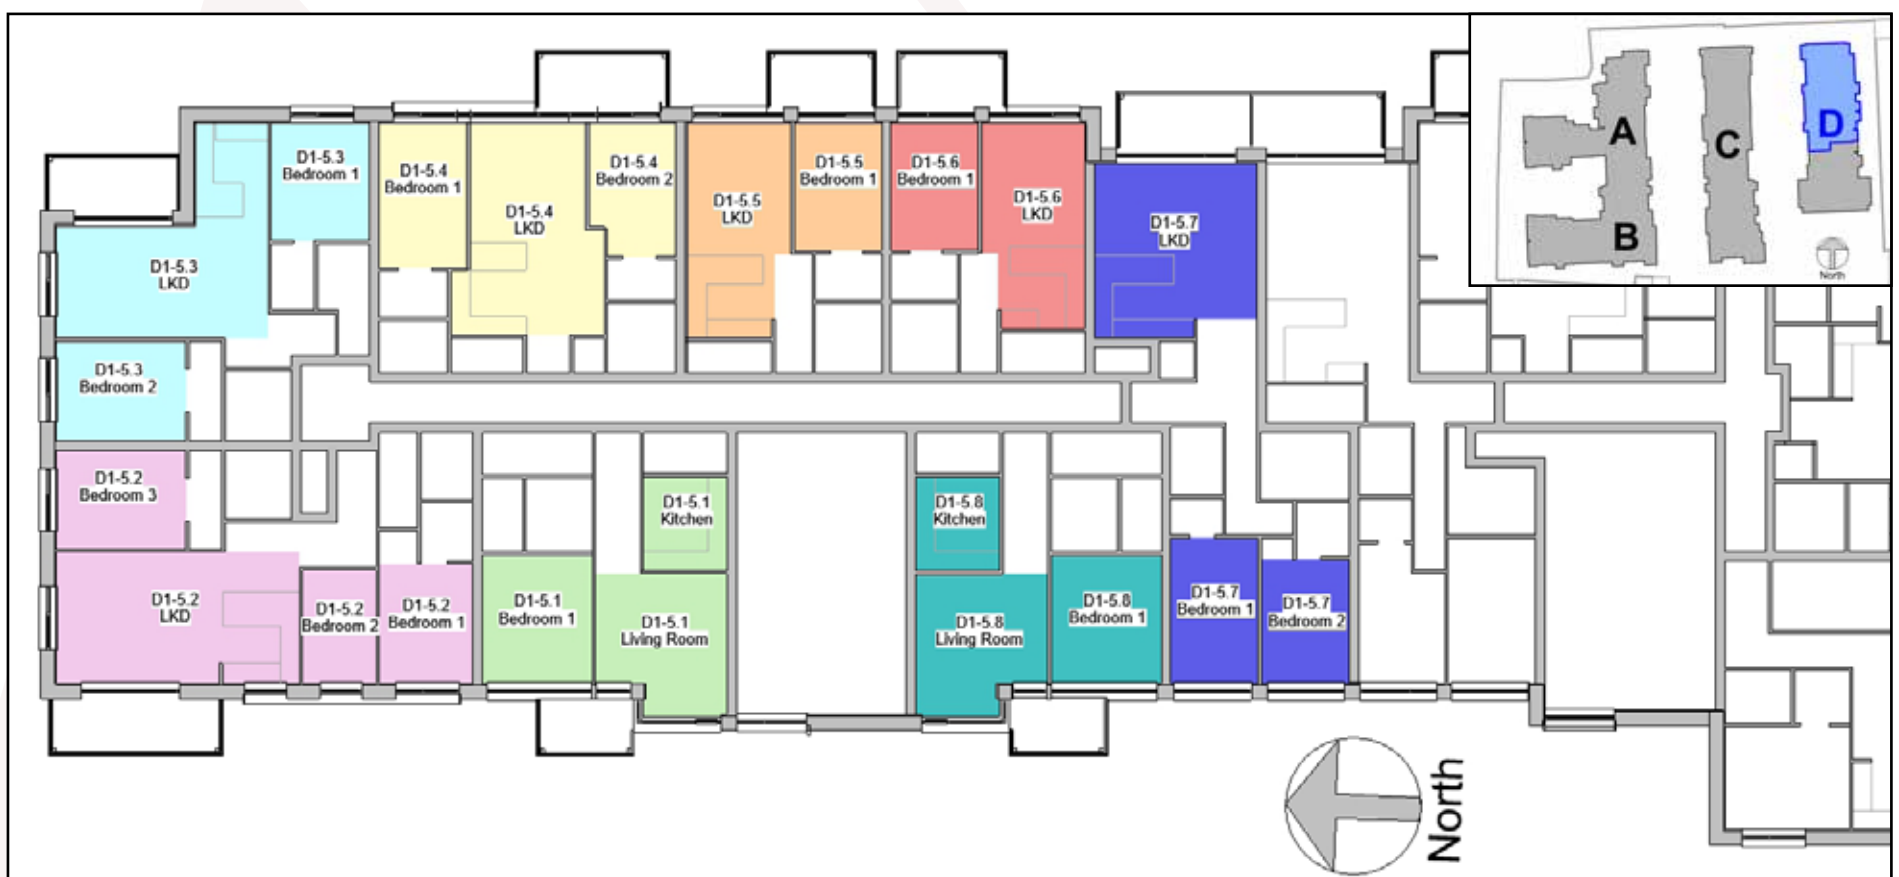 D1-5.3
Bedroom 1
D1-5.4
Bedroom 1
D1-5.4
Bedroom 2
D1-5.5
Bedroom 1
D1-5.6
Bedroom 1
D1-5.3
LKD
D1-5.4
LKD
D1-5.5
LKD
D1-5.6
LKD
D1-5.7
LKD
D1-5.3
Bedroom 2
D1-5.2
Bedroom 3
D1-5.1
Kitchen
D1-5.8
Kitchen
D1-5.2
LKD
D1-5.2
Bedroom 2
D1-5.2
Bedroom 1
D1-5.1
Bedroom 1
D1-5.1
Living Room
D1-5.8
Living Room
D1-5.8
Bedroom 1
D1-5.7
Bedroom 1
D1-5.7
Bedroom 2
A
B
C
D
North
North